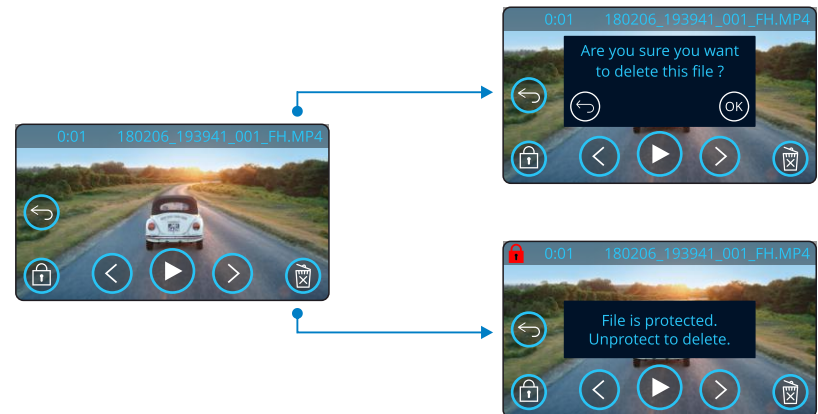 0:01 180206_193941_001_FH.MP4
0:01 180206_193941_001_FH.MP4
Are you sure you want
to delete this file ?
OK
0:01 180206_193941_001_FH.MP4
File is protected.
Unprotect to delete.